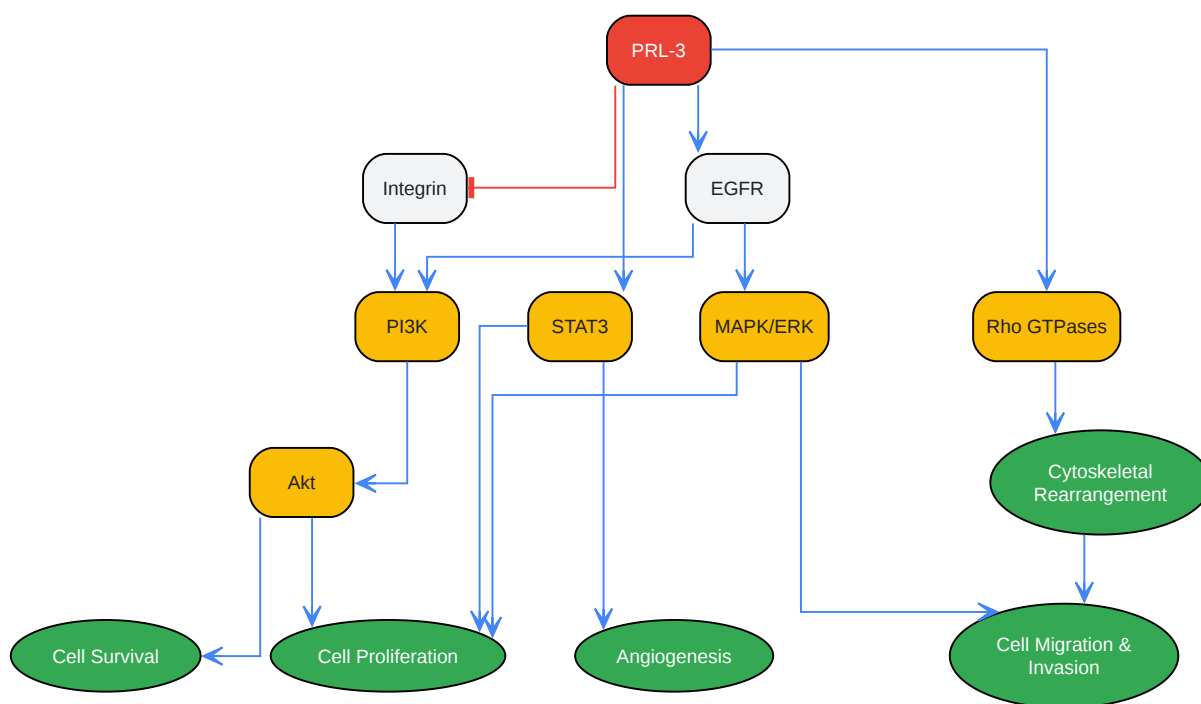 PRL-3
Integrin
EGFR
PI3K
STAT3
MAPK/ERK
Rho GTPases
Akt
Cytoskeletal
Rearrangement
Cell Survival
Cell Proliferation
Angiogenesis
Cell Migration &
Invasion